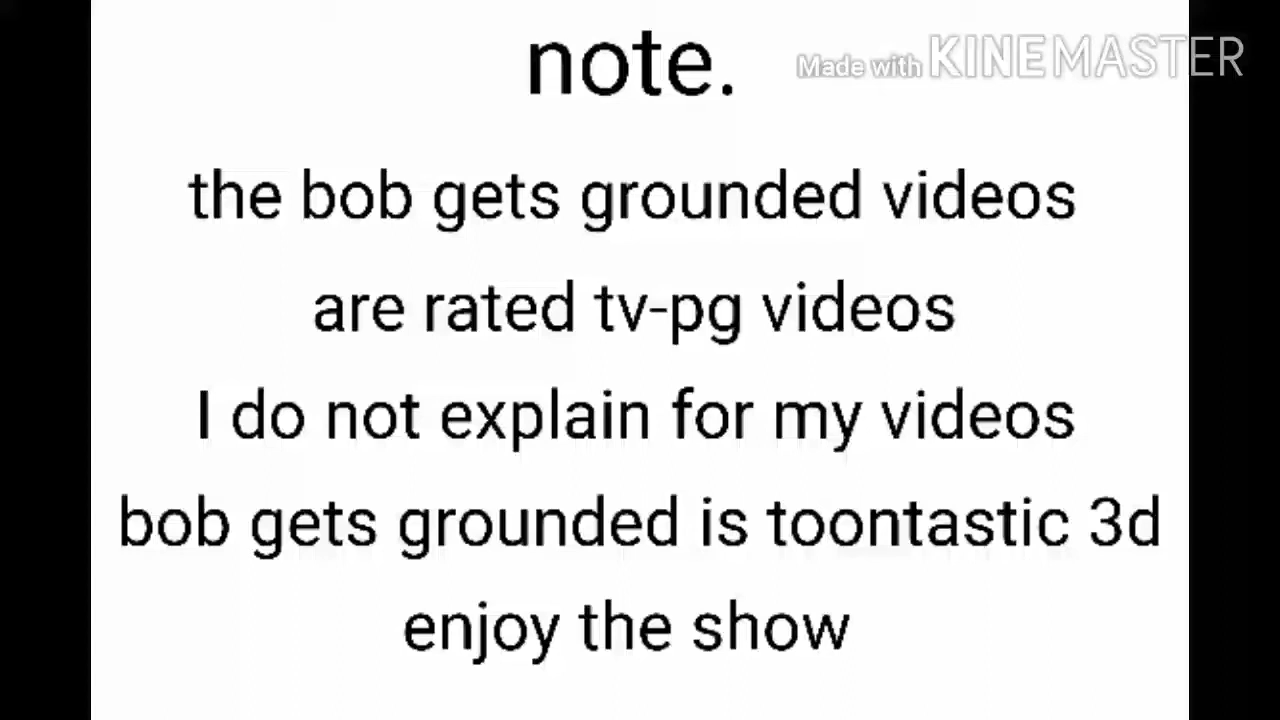 note.
Made with KINEMASTER
the bob gets grounded videos
are rated tv-pg videos
I do not explain for my videos
bob gets grounded is toontastic 3d
enjoy the show